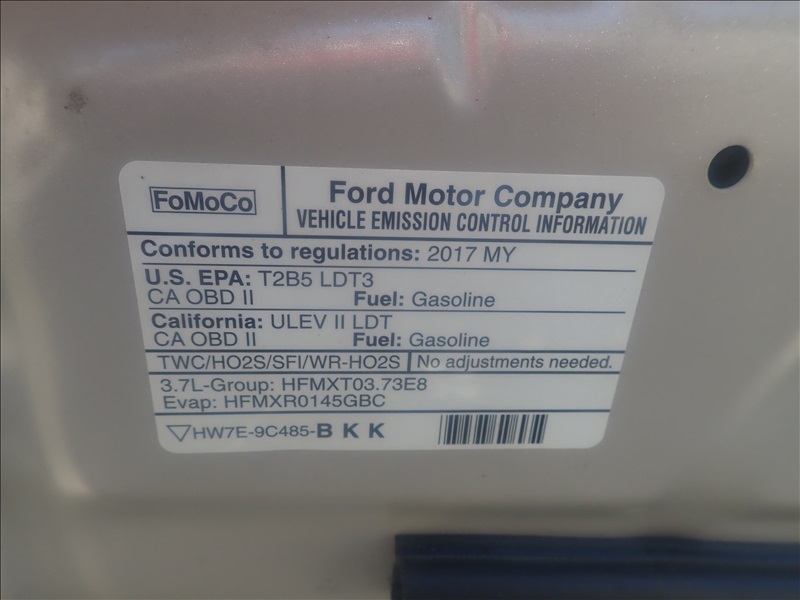 FoMoCo
Ford Motor Company
VEHICLE EMISSION CONTROL INFORMATION
Conforms to regulations: 2017 MY
U.S. EPA: T2B5 LDT3
CA OBD II Fuel: Gasoline
California: ULEV II LDT
CA OBD II Fuel: Gasoline
TWC/HO2S/SFI/WR-HO2S No adjustments needed.
3.7L-Group: HFMXT03.73E8
Evap: HFMXR0145GBC
HW7E-9C485-B K K